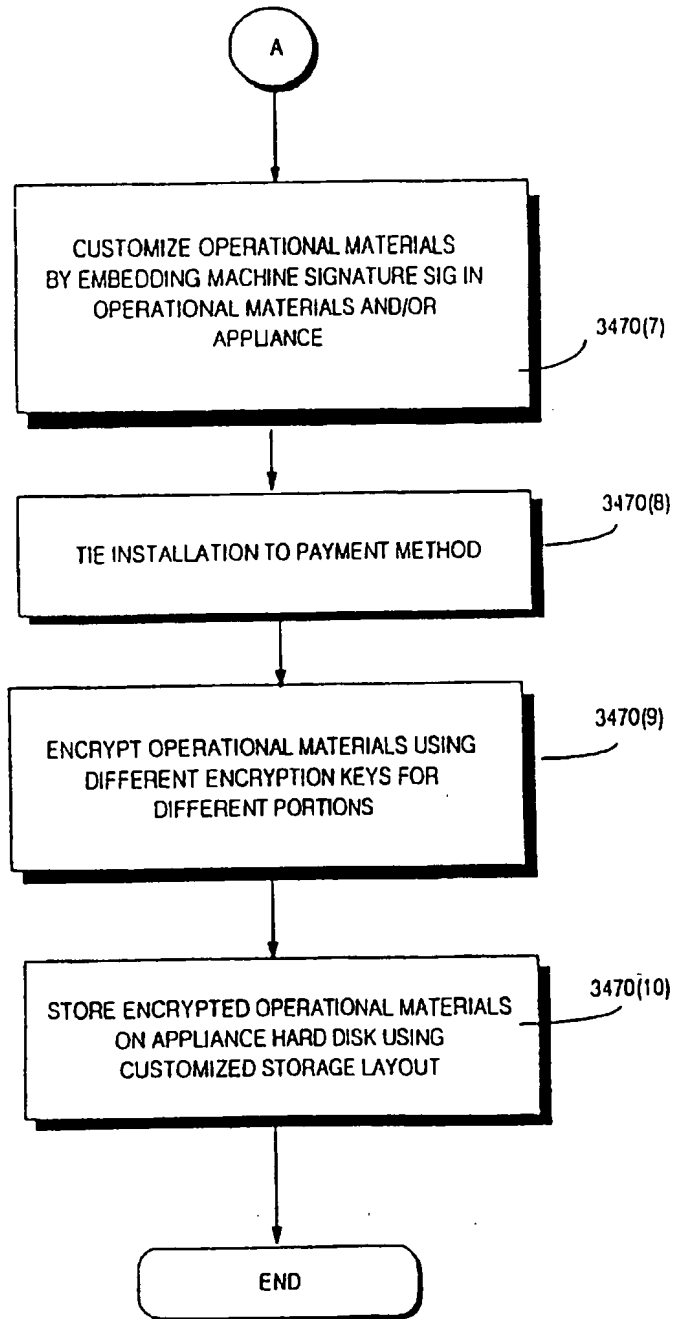 A
CUSTOMIZE OPERATIONAL MATERIALS
BY EMBEDDING MACHINE SIGNATURE SIG IN
OPERATIONAL MATERIALS AND/OR
APPLIANCE
3470(7)
3470(8)
TIE INSTALLATION TO PAYMENT METHOD
3470(9)
ENCRYPT OPERATIONAL MATERIALS USING
DIFFERENT ENCRYPTION KEYS FOR
DIFFERENT PORTIONS
3470(10)
STORE ENCRYPTED OPERATIONAL MATERIALS
ON APPLIANCE HARD DISK USING
CUSTOMIZED STORAGE LAYOUT
END